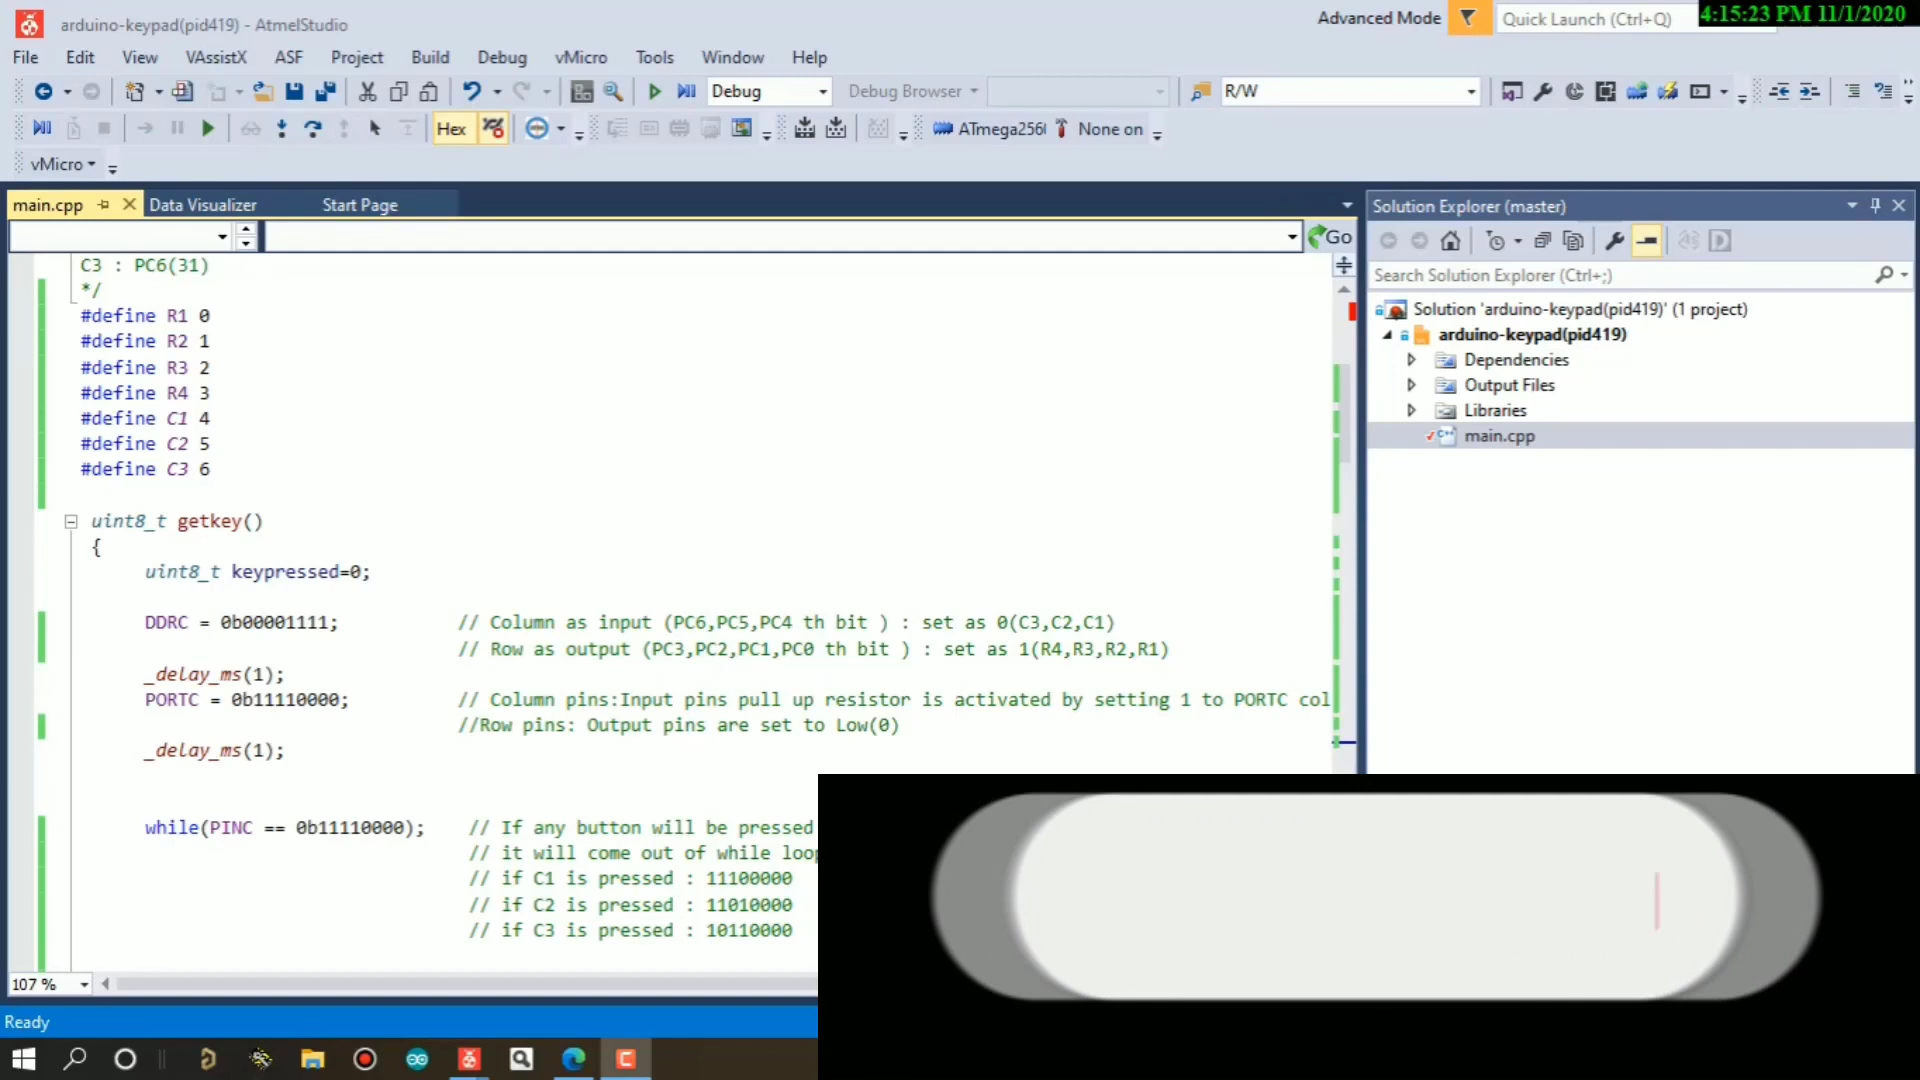 arduino-keypad(pid419) - AtmelStudio
Advanced Mode
Quick Launch (Ctrl+Q)
4:15:23 PM 11/1/2020
File Edit View VAssistX ASF Project Build Debug vMicro Tools Window Help
Debug
Debug Browser
R/W
Hex
ATmega256
None on
vMicro
main.cpp
Data Visualizer
Start Page
Go
C3 : PC6(31)
*/
#define R1 0
#define R2 1
#define R3 2
#define R4 3
#define C1 4
#define C2 5
#define C3 6
uint8_t getkey()
{
uint8_t keypressed=0;
DDRC = 0b00001111; // Column as input (PC6,PC5,PC4 th bit ) : set as 0(C3,C2,C1)
// Row as output (PC3,PC2,PC1,PC0 th bit ) : set as 1(R4,R3,R2,R1)
_delay_ms(1);
PORTC = 0b11110000; // Column pins:Input pins pull up resistor is activated by setting 1 to PORTC col
//Row pins: Output pins are set to Low(0)
_delay_ms(1);
while(PINC == 0b11110000); // If any button will be pressed
// it will come out of while loop
// if C1 is pressed : 11100000
// if C2 is pressed : 11010000
// if C3 is pressed : 10110000
107 %
Ready
Solution Explorer (master)
Search Solution Explorer (Ctrl+;)
Solution 'arduino-keypad(pid419)' (1 project)
arduino-keypad(pid419)
Dependencies
Output Files
Libraries
main.cpp